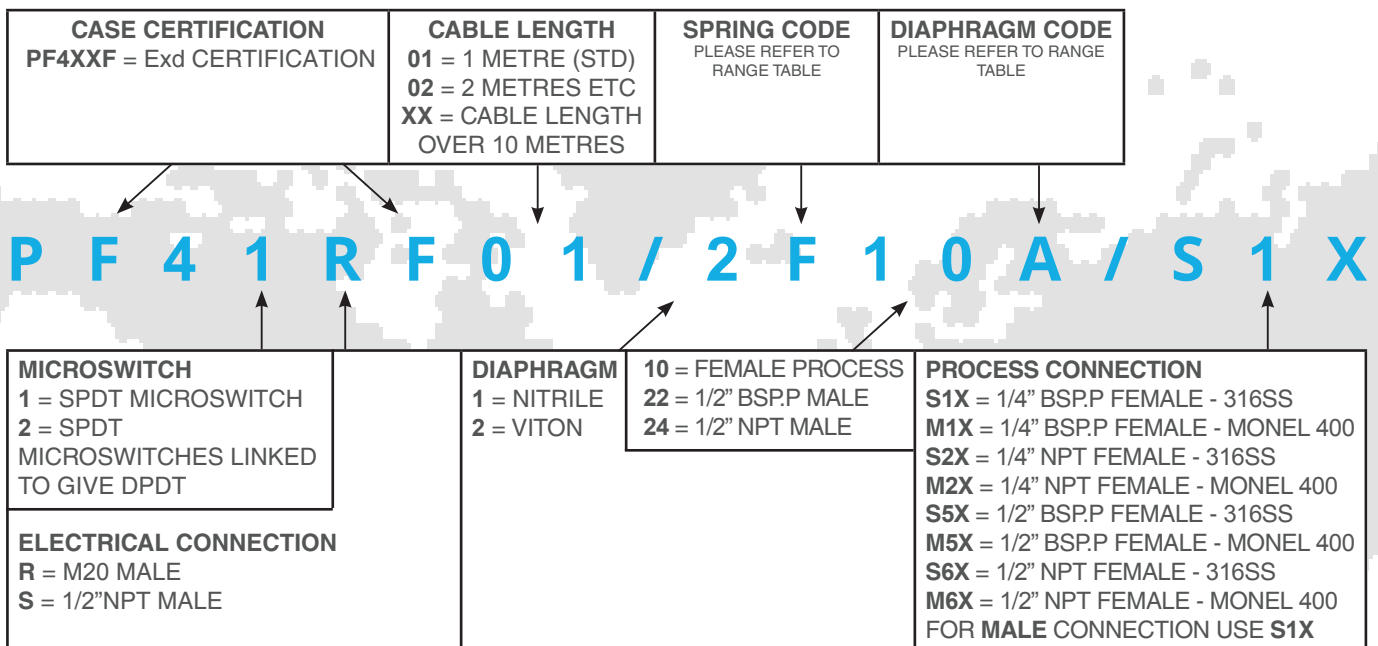 CASE CERTIFICATION
PF4XXF = Exd CERTIFICATION
CABLE LENGTH
01 = 1 METRE (STD)
02 = 2 METRES ETC
XX = CABLE LENGTH
OVER 10 METRES
SPRING CODE
PLEASE REFER TO
RANGE TABLE
DIAPHRAGM CODE
PLEASE REFER TO RANGE
TABLE
P F 4 1 R F 0 1 / 2 F 1 0 A / S 1 X
MICROSWITCH
1 = SPDT MICROSWITCH
2 = SPDT
MICROSWITCHES LINKED
TO GIVE DPDT
ELECTRICAL CONNECTION
R = M20 MALE
S = 1/2”NPT MALE
DIAPHRAGM
1 = NITRILE
2 = VITON
10 = FEMALE PROCESS
22 = 1/2” BSP.P MALE
24 = 1/2” NPT MALE
PROCESS CONNECTION
S1X = 1/4” BSP.P FEMALE - 316SS
M1X = 1/4” BSP.P FEMALE - MONEL 400
S2X = 1/4” NPT FEMALE - 316SS
M2X = 1/4” NPT FEMALE - MONEL 400
S5X = 1/2” BSP.P FEMALE - 316SS
M5X = 1/2” BSP.P FEMALE - MONEL 400
S6X = 1/2” NPT FEMALE - 316SS
M6X = 1/2” NPT FEMALE - MONEL 400
FOR MALE CONNECTION USE S1X